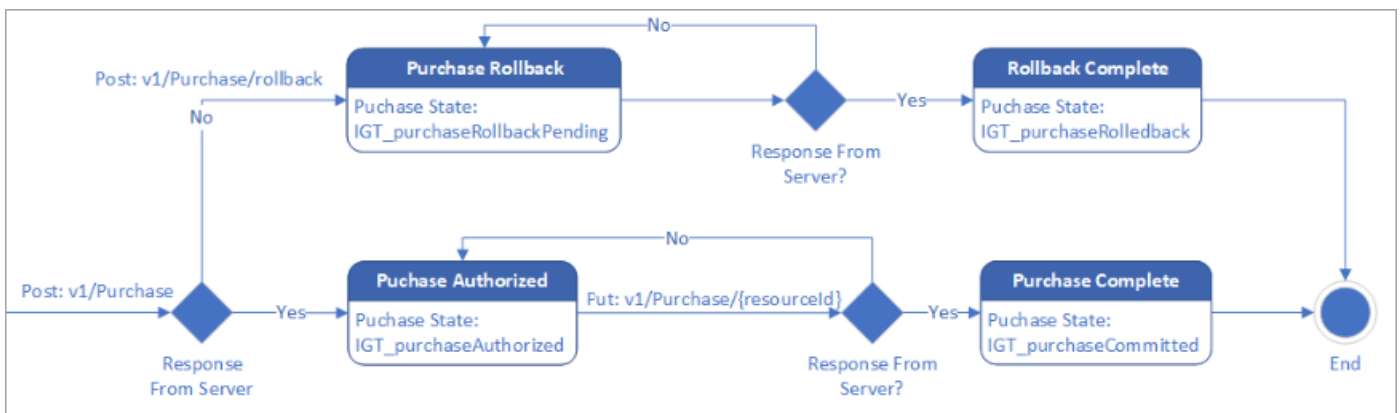 No
Post: v1/Purchase/rollback
No
Purchase Rollback
Puchase State:
IGT_purchaseRollbackPending
Response From
Server?
Yes
Rollback Complete
Puchase State:
IGT_purchaseRolledback
Post: v1/Purchase
Response
From Server
Yes
No
Puchase Authorized
Puchase State:
IGT_purchaseAuthorized
Put: v1/Purchase/{resourceId}
Response From
Server?
Yes
Purchase Complete
Puchase State:
IGT_purchaseCommitted
End